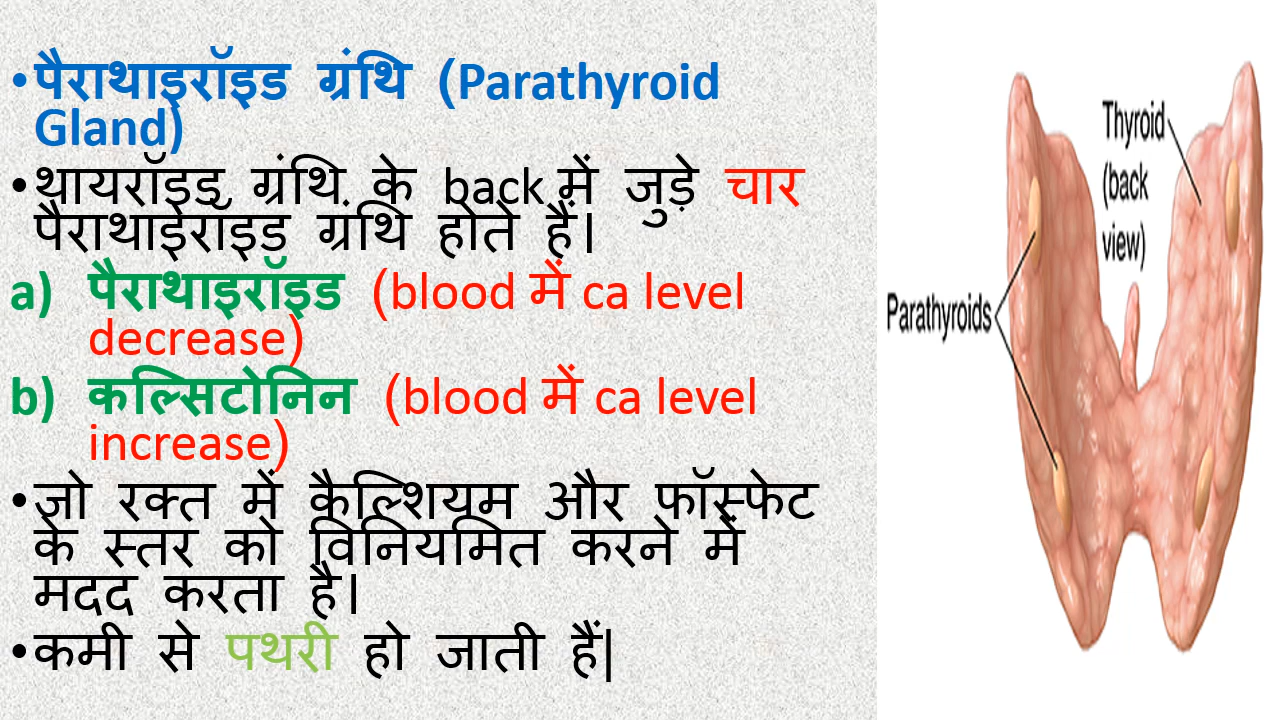 •पैराथाइरॉइड ग्रंथि (Parathyroid
Gland)
•थायरॉइड ग्रंथि के back में जुड़े चार
पैराथाइरॉइड ग्रंथि होते हैं।
a) पैराथाइरॉइड (blood में ca level
decrease)
b) कल्सिटोनिन (blood में ca level
increase)
•जो रक्त में कैल्शियम और फॉस्फेट
के स्तर को विनियमित करने में
मदद करता है।
•कमी से पथरी हो जाती हैं|
Thyroid
(back
view)
Parathyroids